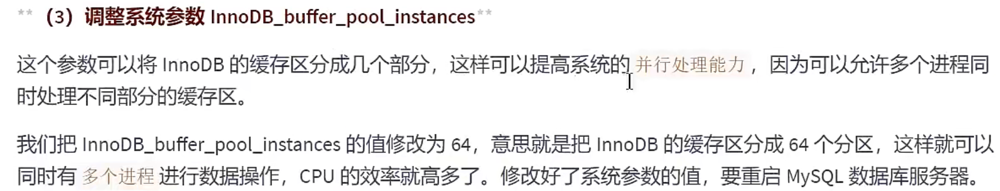 **（3）调整系统参数 InnoDB_buffer_pool_instances**
这个参数可以将 InnoDB 的缓存区分成几个部分，这样可以提高系统的 并行处理能力 ，因为可以允许多个进程同
时处理不同部分的缓存区。
我们把 InnoDB_buffer_pool_instances 的值修改为 64，意思就是把 InnoDB 的缓存区分成 64 个分区，这样就可以
同时有 多个进程 进行数据操作，CPU 的效率就高多了。修改好了系统参数的值，要重启 MySQL 数据库服务器。